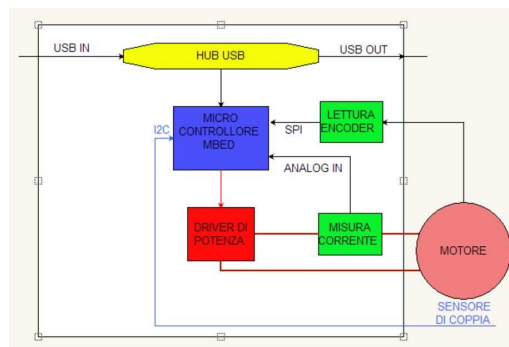 USB IN
HUB USB
USB OUT
MICRO
CONTROLLORE
MBED
I2C
SPI
LETTURA
ENCODER
ANALOG IN
DRIVER DI
POTENZA
MISURA
CORRENTE
MOTORE
SENSORE
DI COPPIA